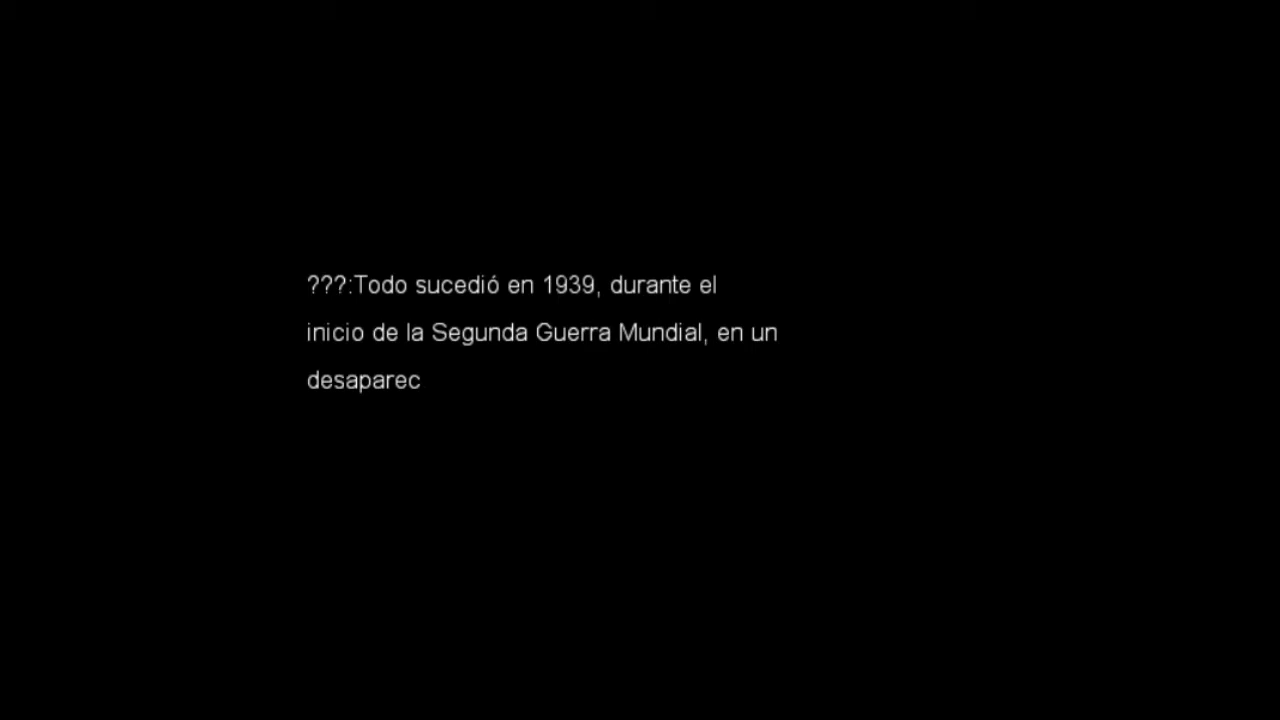 ???:Todo sucedió en 1939, durante el
inicio de la Segunda Guerra Mundial, en un
desaparec